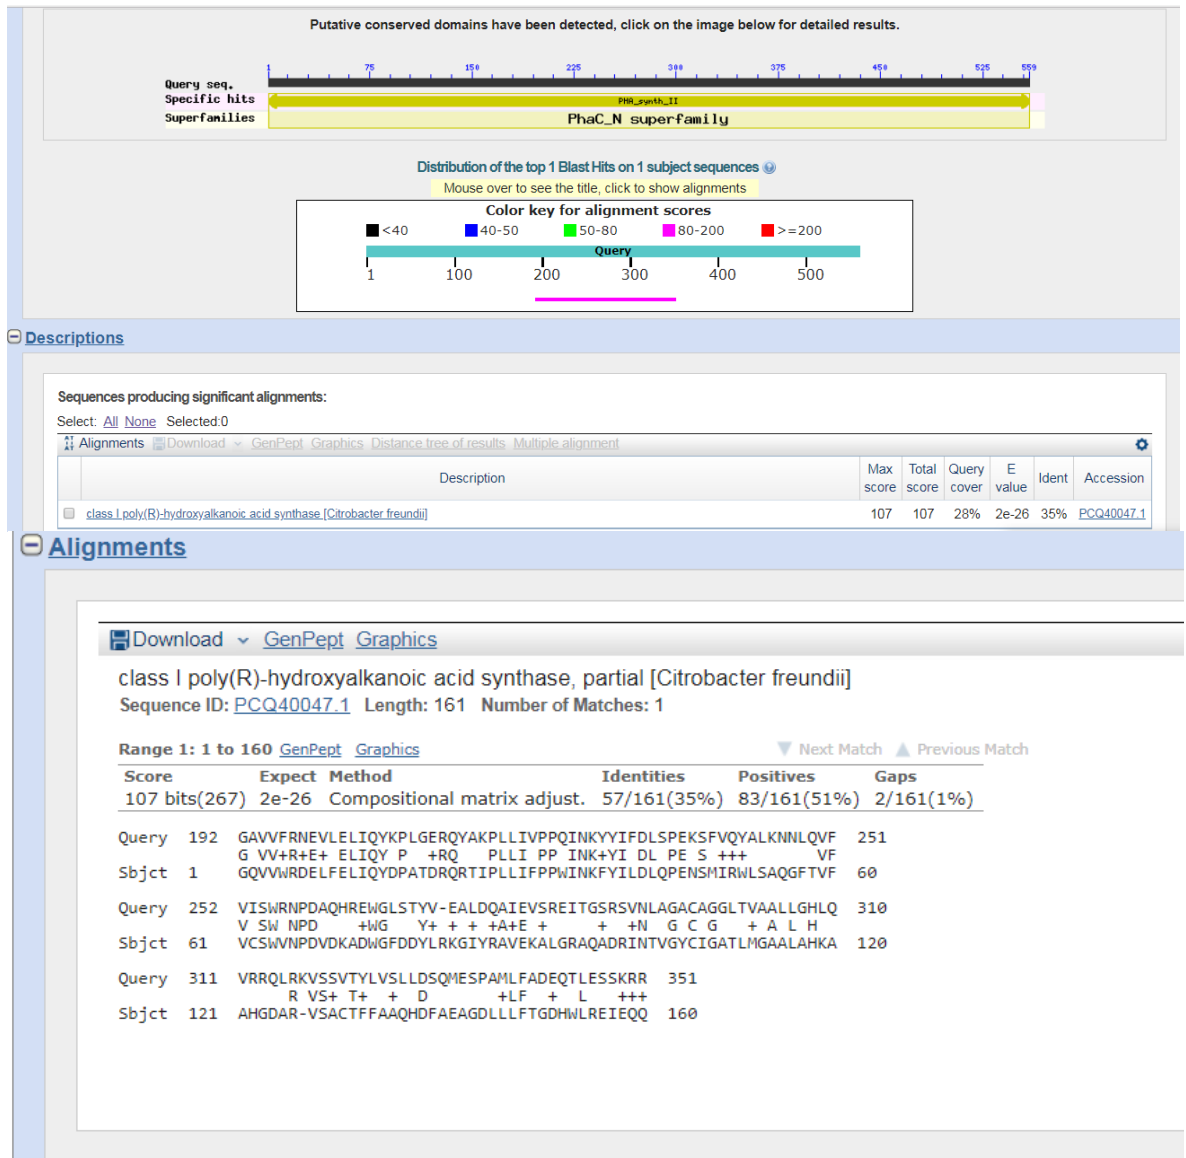 Putative conserved domains have been detected, click on the image below for detailed results.
1 75 150 225 300 375 450 525 559
Query seq.
Specific hits PHA_synth_II
Superfamilies PhaC_N superfamily
Distribution of the top 1 Blast Hits on 1 subject sequences
Mouse over to see the title, click to show alignments
Color key for alignment scores
<40 40-50 50-80 80-200 >=200
Query
1 100 200 300 400 500
Descriptions
Sequences producing significant alignments:
Select: All None Selected:0
Alignments Download GenPept Graphics Distance tree of results Multiple alignment
Description Max score Total score Query cover E value Ident Accession
class I poly(R)-hydroxyalkanoic acid synthase [Citrobacter freundii] 107 107 28% 2e-26 35% PCQ40047.1
Alignments
Download GenPept Graphics
class I poly(R)-hydroxyalkanoic acid synthase, partial [Citrobacter freundii]
Sequence ID: PCQ40047.1 Length: 161 Number of Matches: 1
Range 1: 1 to 160 GenPept Graphics Next Match Previous Match
Score Expect Method Identities Positives Gaps
107 bits(267) 2e-26 Compositional matrix adjust. 57/161(35%) 83/161(51%) 2/161(1%)
Query 192 GAVVFRNEVLELIQYKPLGERQYAKPLLIVPPQINKYYIFDLSPEKSFVQYALKNNLQVF 251
G VV+R+E+ ELIQY P +RQ PLLI PP INK+YI DL PE S +++ VF
Sbjct 1 GQVVWRDELFELIQYDPATDRQRTIPLLIFPPWINKFYILDLQPENSMIRWLSAQGFTVF 60
Query 252 VISWRNPDAQHREWGLSTYV-EALDQAIEVSREITGSRSVNLAGACAGGLTVAALLGHLQ 310
V SW NPD +WG Y+ + + +A+E + + +N G C G + A L H
Sbjct 61 VCSWVNPDVDKADWGFDDYLRKGIYRAVEKALGRAQADRINTVGYCIGATLMGAALAHKA 120
Query 311 VRRQLRKVSSVTYLVSLLDSQMESPAMLFADEQTLESSKRR 351
R VS+ T+ + D +LF + L +++
Sbjct 121 AHGDAR-VSACTFFAAQHDFAEAGDLLLFTGDHWLREIEQQ 160